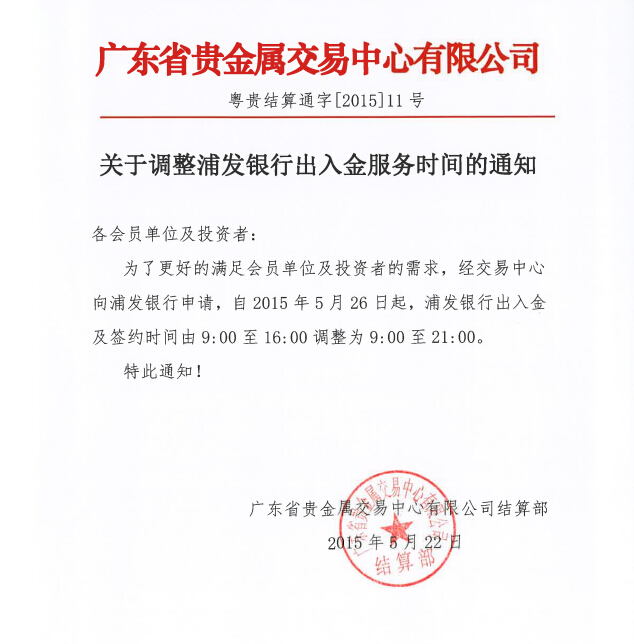 广东省贵金属交易中心有限公司
粤贵结算通字[2015]11 号
关于调整浦发银行出入金服务时间的通知
各会员单位及投资者：
为了更好的满足会员单位及投资者的需求，经交易中心
向浦发银行申请，自 2015 年 5 月 26 日起，浦发银行出入金
及签约时间由 9:00 至 16:00 调整为 9:00 至 21:00。
特此通知！
广东省贵金属交易中心有限公司结算部
2015 年 5 月 22 日
广东省贵金属交易中心有限公司
结算部